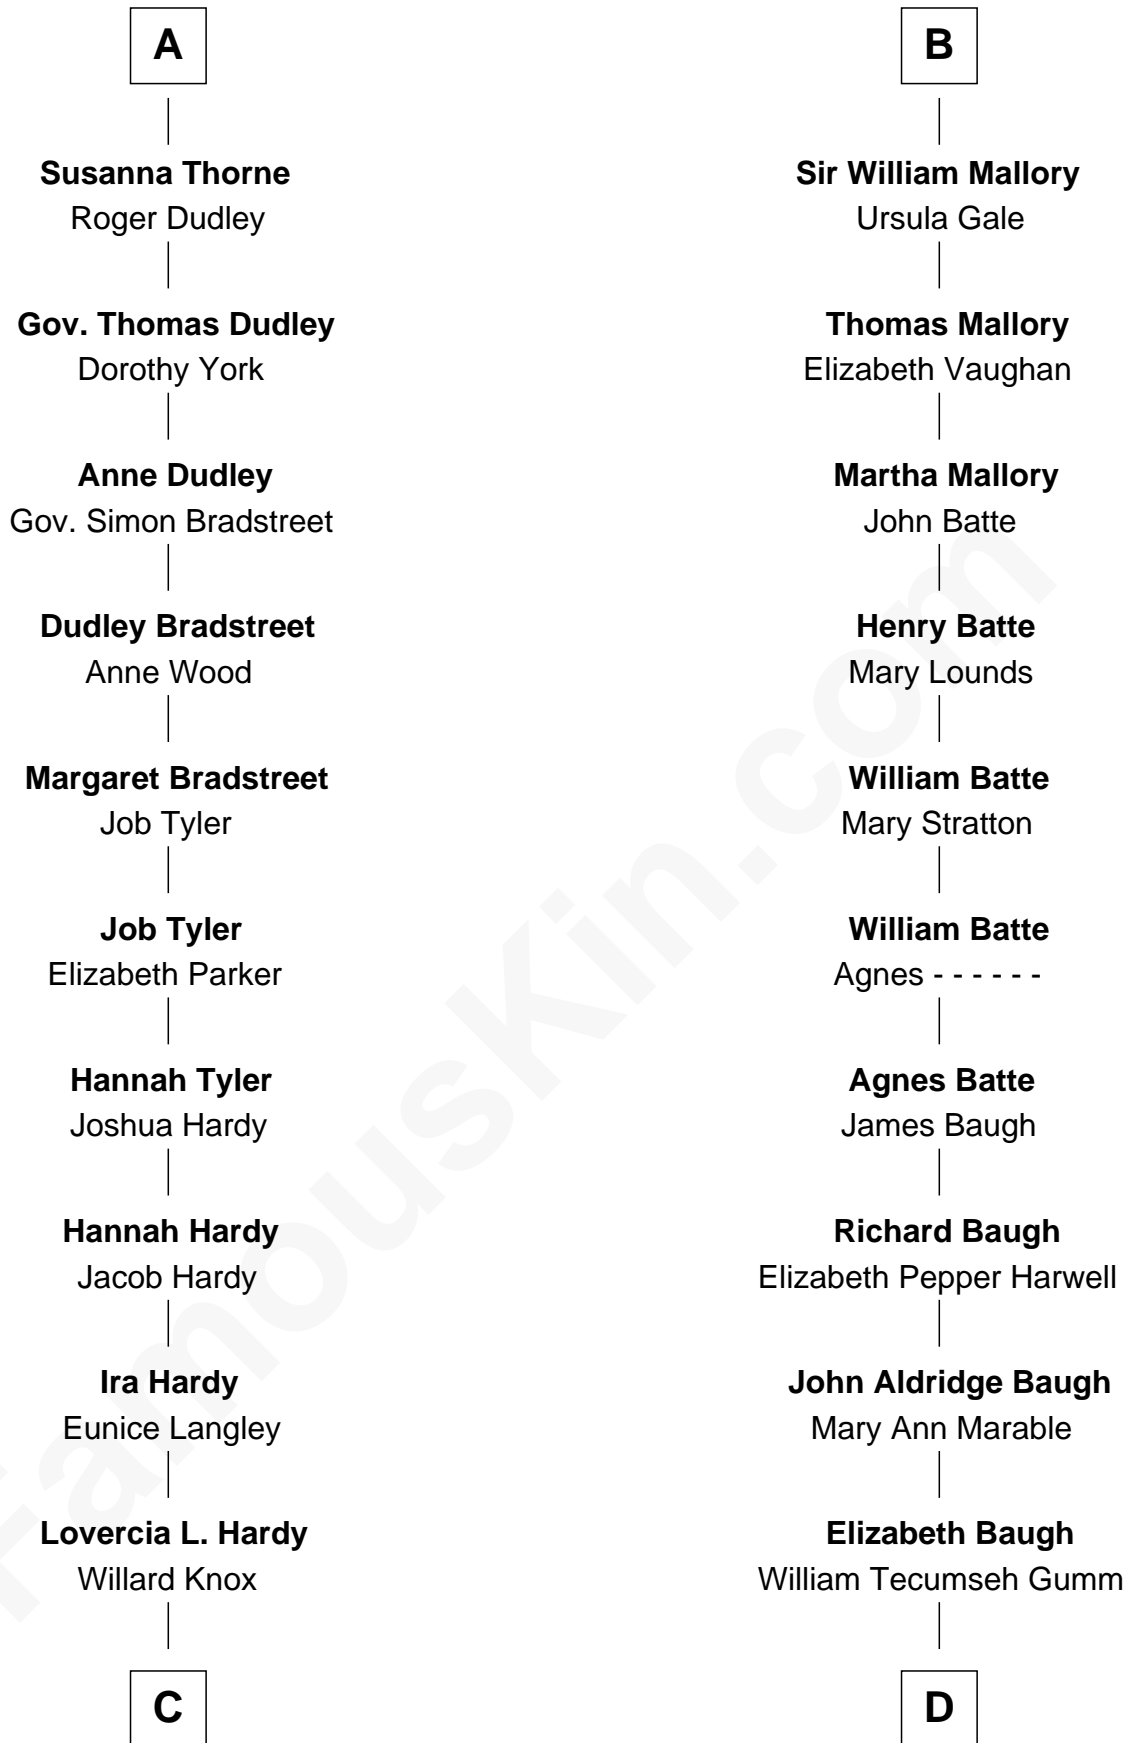 A
Susanna Thorne
Roger Dudley
Gov. Thomas Dudley
Dorothy York
Anne Dudley
Gov. Simon Bradstreet
Dudley Bradstreet
Anne Wood
Margaret Bradstreet
Job Tyler
Job Tyler
Elizabeth Parker
Hannah Tyler
Joshua Hardy
Hannah Hardy
Jacob Hardy
Ira Hardy
Eunice Langley
Lovercia L. Hardy
Willard Knox
C
B
Sir William Mallory
Ursula Gale
Thomas Mallory
Elizabeth Vaughan
Martha Mallory
John Batte
Henry Batte
Mary Lounds
William Batte
Mary Stratton
William Batte
Agnes - - - - - -
Agnes Batte
James Baugh
Richard Baugh
Elizabeth Pepper Harwell
John Aldridge Baugh
Mary Ann Marable
Elizabeth Baugh
William Tecumseh Gumm
D
FamousKin.com